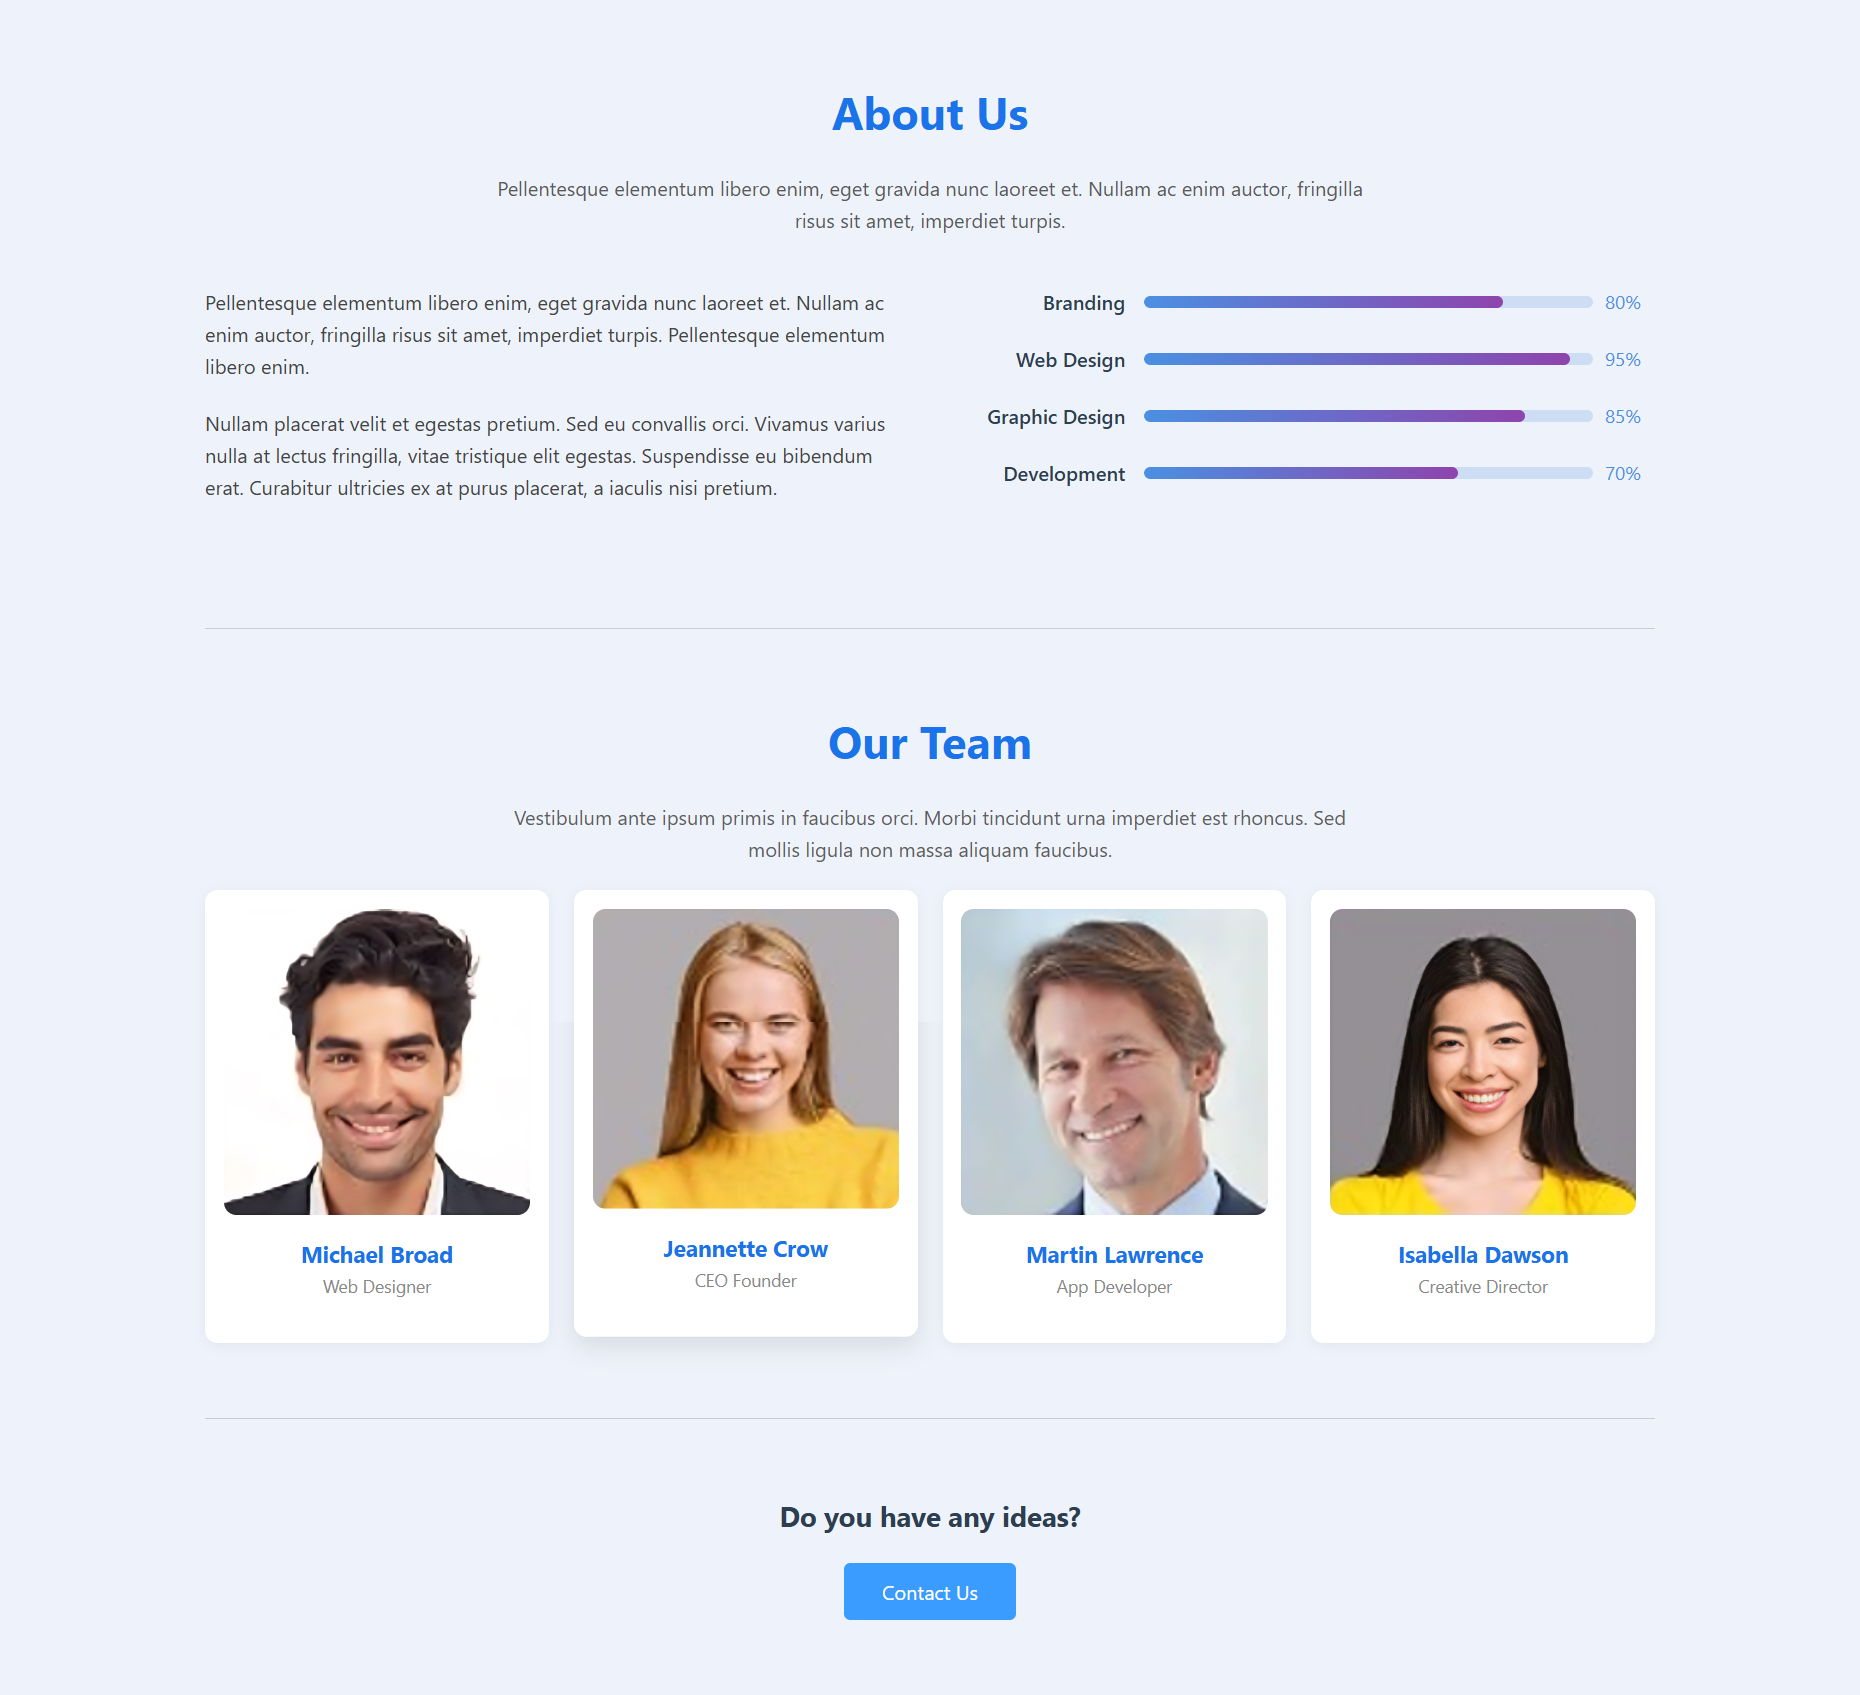 About Us
Pellentesque elementum libero enim, eget gravida nunc laoreet et. Nullam ac enim auctor, fringilla
risus sit amet, imperdiet turpis.
Pellentesque elementum libero enim, eget gravida nunc laoreet et. Nullam ac
enim auctor, fringilla risus sit amet, imperdiet turpis. Pellentesque elementum
libero enim.
Nullam placerat velit et egestas pretium. Sed eu convallis orci. Vivamus varius
nulla at lectus fringilla, vitae tristique elit egestas. Suspendisse eu bibendum
erat. Curabitur ultricies ex at purus placerat, a iaculis nisi pretium.
Branding 80%
Web Design 95%
Graphic Design 85%
Development 70%
Our Team
Vestibulum ante ipsum primis in faucibus orci. Morbi tincidunt urna imperdiet est rhoncus. Sed
mollis ligula non massa aliquam faucibus.
Michael Broad
Web Designer
Jeannette Crow
CEO Founder
Martin Lawrence
App Developer
Isabella Dawson
Creative Director
Do you have any ideas?
Contact Us